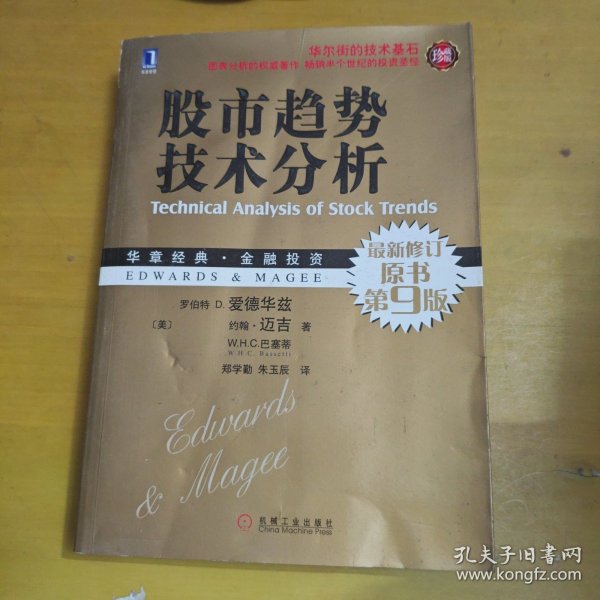 华尔街的技术基石
图表分析的权威著作 畅销半个世纪的投资圣经
珍藏版
股市趋势
技术分析
Technical Analysis of Stock Trends
华章经典·金融投资
EDWARDS & MAGEE
最新修订
原书
第9版
罗伯特 D. 爱德华兹
〔美〕 约翰·迈吉 著
W.H.C.巴塞蒂
W.H.C. Bassetti
郑学勤 朱玉辰 译
Edwards
& Magee
机械工业出版社
China Machine Press
孔夫子旧书网
www.kongfz.com